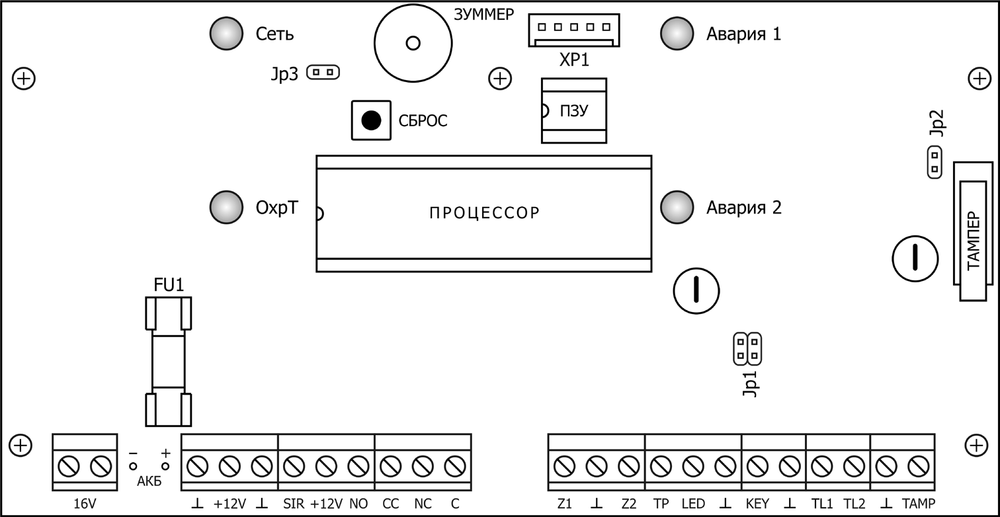 ЗУММЕР
Сеть
Авария 1
XP1
Jp3
ПЗУ
СБРОС
Jp2
ОхрТ
ПРОЦЕССОР
Авария 2
ТАМПЕР
FU1
Jp1
− +
АКБ
16V ⊥ +12V ⊥ SIR +12V NO CC NC C Z1 ⊥ Z2 TP LED ⊥ KEY ⊥ TL1 TL2 ⊥ TAMP